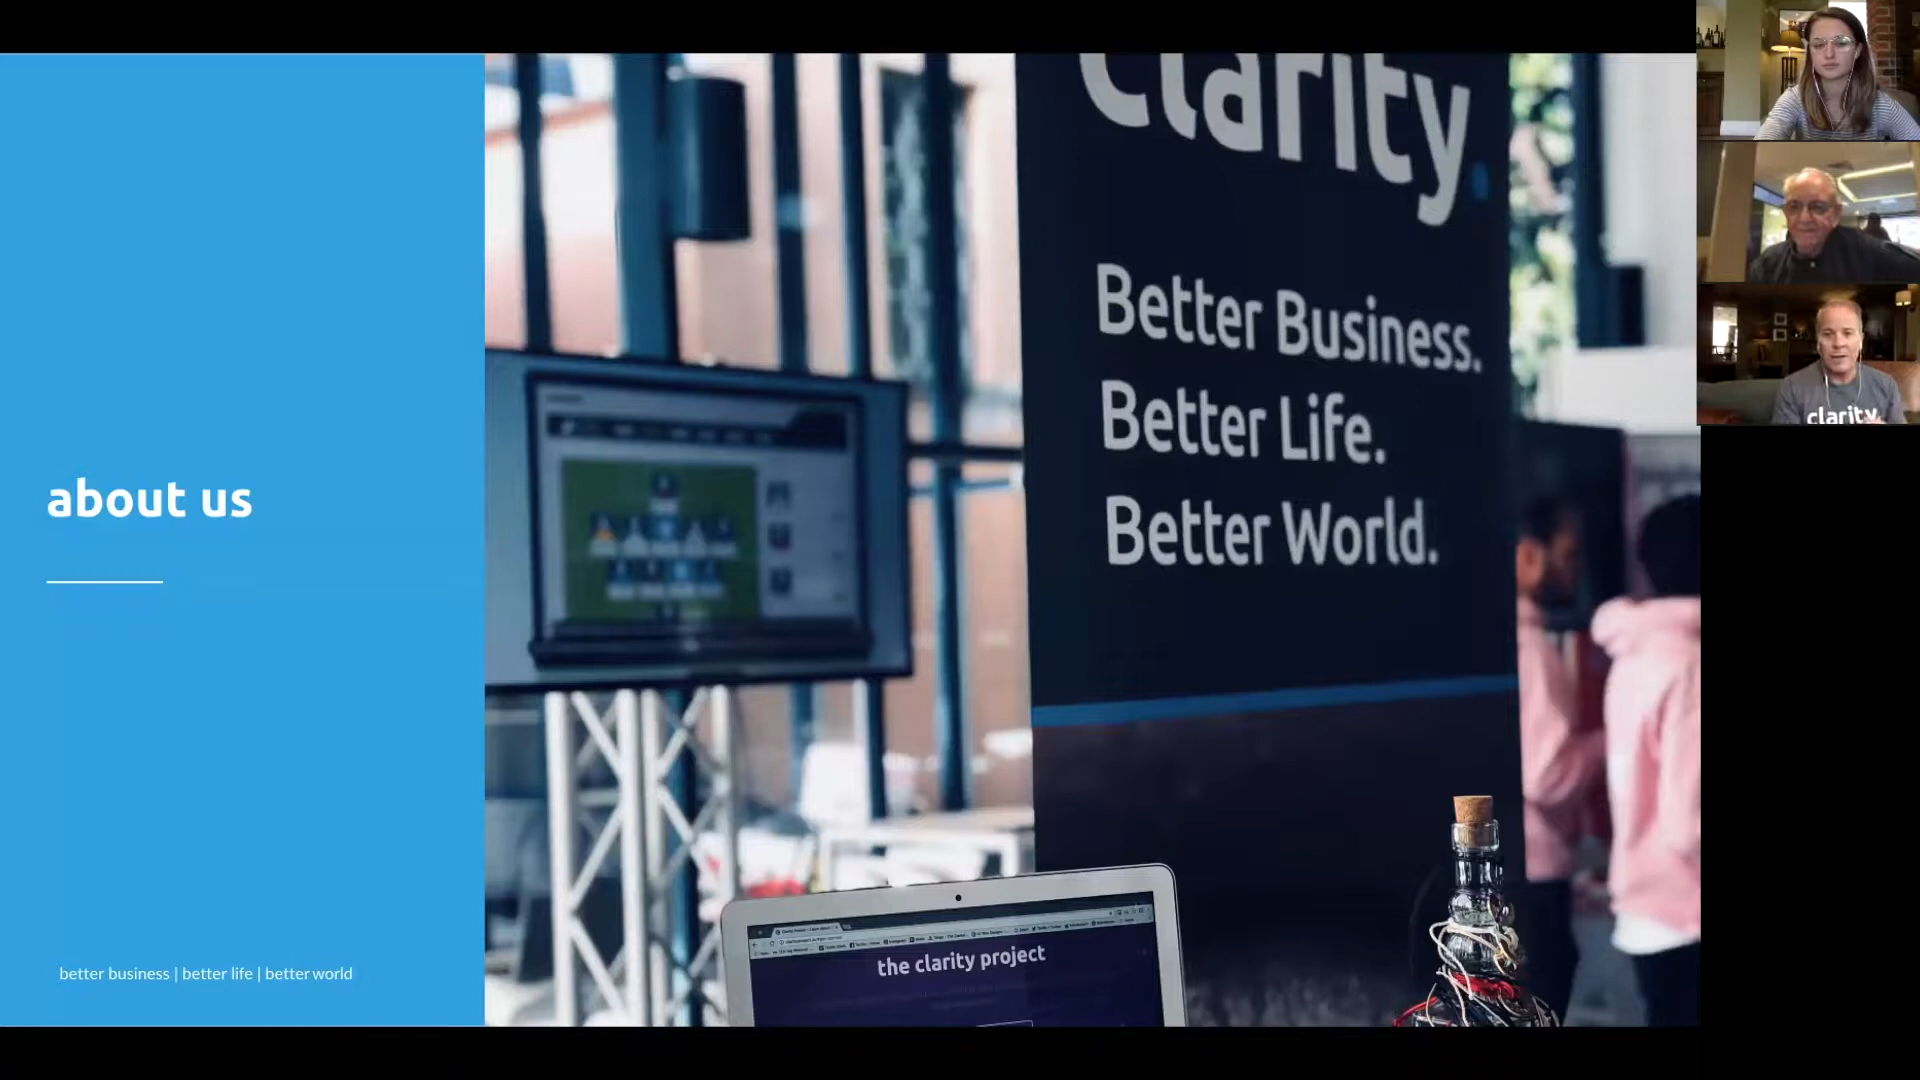 about us
better business | better life | better world
clarity.
Better Business.
Better Life.
Better World.
the clarity project
clarity